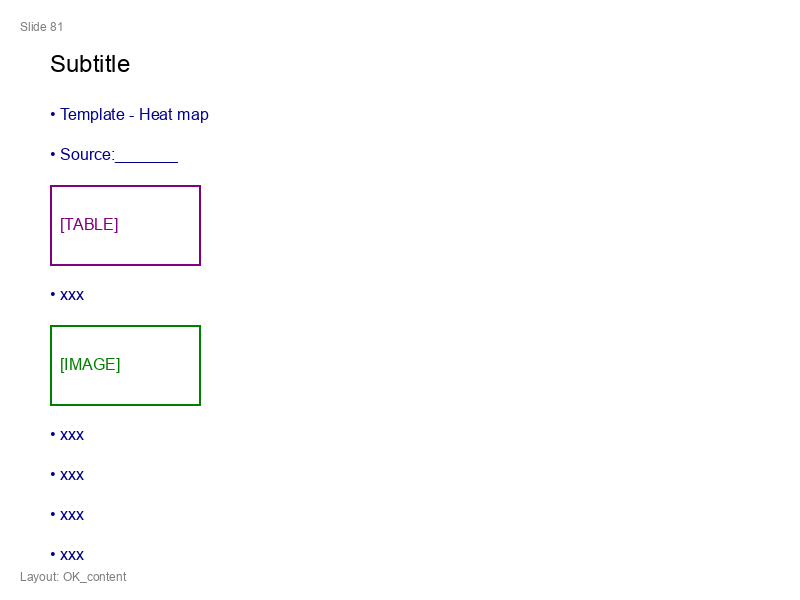 Slide 81
Subtitle
• Template - Heat map
• Source:_______
[TABLE]
• xxx
[IMAGE]
• xxx
• xxx
• xxx
• xxx
Layout: OK_content